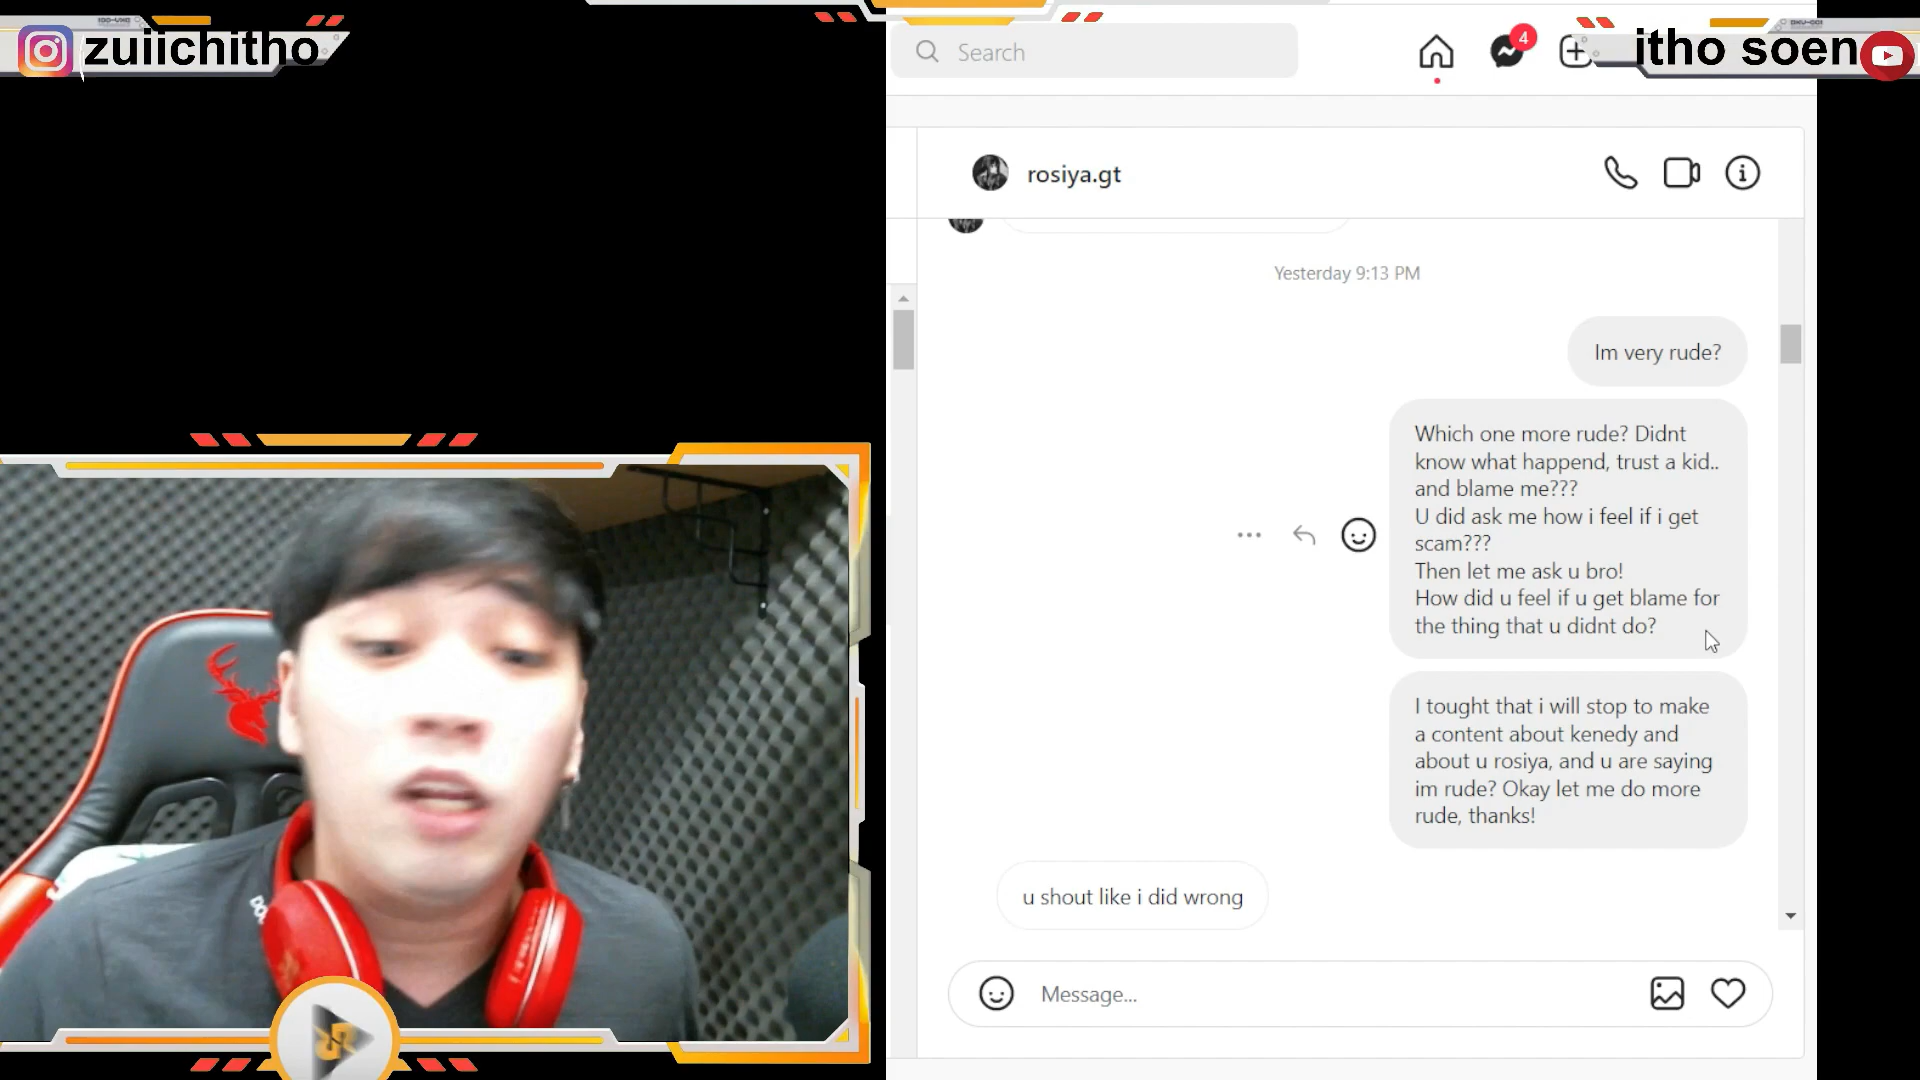 zuiichitho
itho soen
Search
4
rosiya.gt
Yesterday 9:13 PM
Im very rude?
Which one more rude? Didnt
know what happend, trust a kid..
and blame me???
U did ask me how i feel if i get
scam???
Then let me ask u bro!
How did u feel if u get blame for
the thing that u didnt do?
I tought that i will stop to make
a content about kenedy and
about u rosiya, and u are saying
im rude? Okay let me do more
rude, thanks!
u shout like i did wrong
Message...